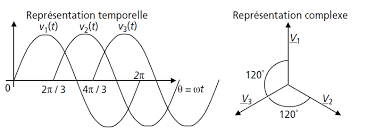 Représentation temporelle
v1(t) v2(t) v3(t)
0 2π / 3 4π / 3 2π θ = ωt
Représentation complexe
V1
120°
V3 V2
120°